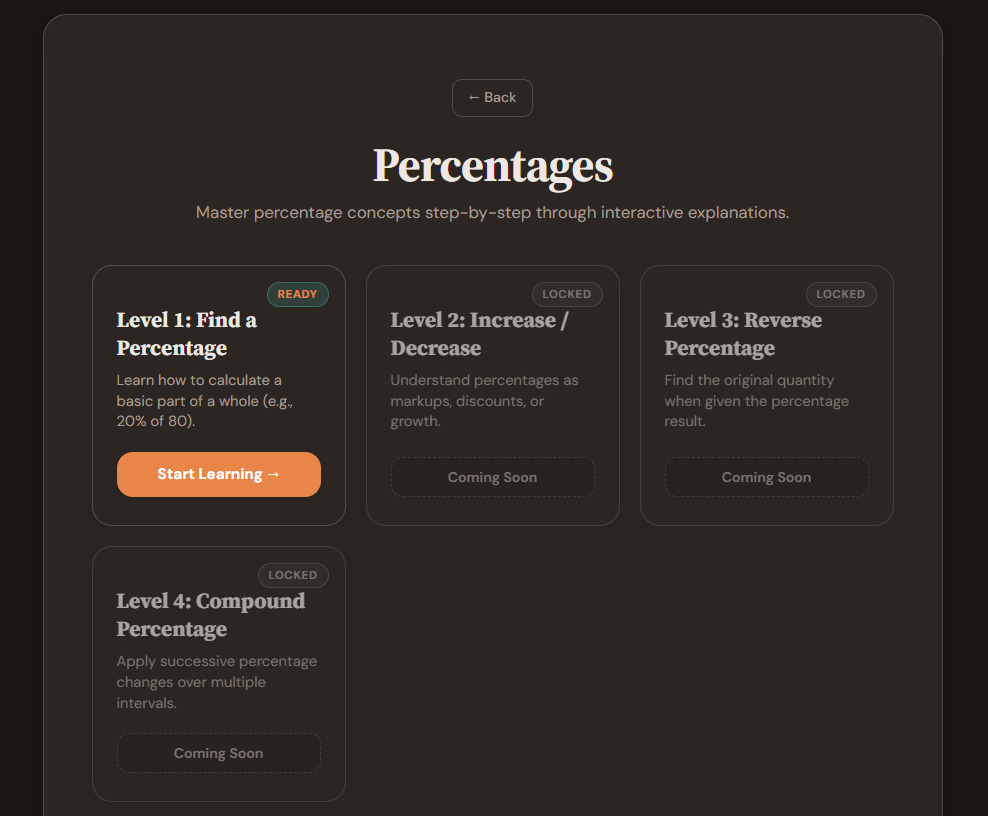 ← Back
Percentages
Master percentage concepts step-by-step through interactive explanations.
READY
Level 1: Find a
Percentage
Learn how to calculate a
basic part of a whole (e.g.,
20% of 80).
Start Learning →
LOCKED
Level 2: Increase /
Decrease
Understand percentages as
markups, discounts, or
growth.
Coming Soon
LOCKED
Level 3: Reverse
Percentage
Find the original quantity
when given the percentage
result.
Coming Soon
LOCKED
Level 4: Compound
Percentage
Apply successive percentage
changes over multiple
intervals.
Coming Soon